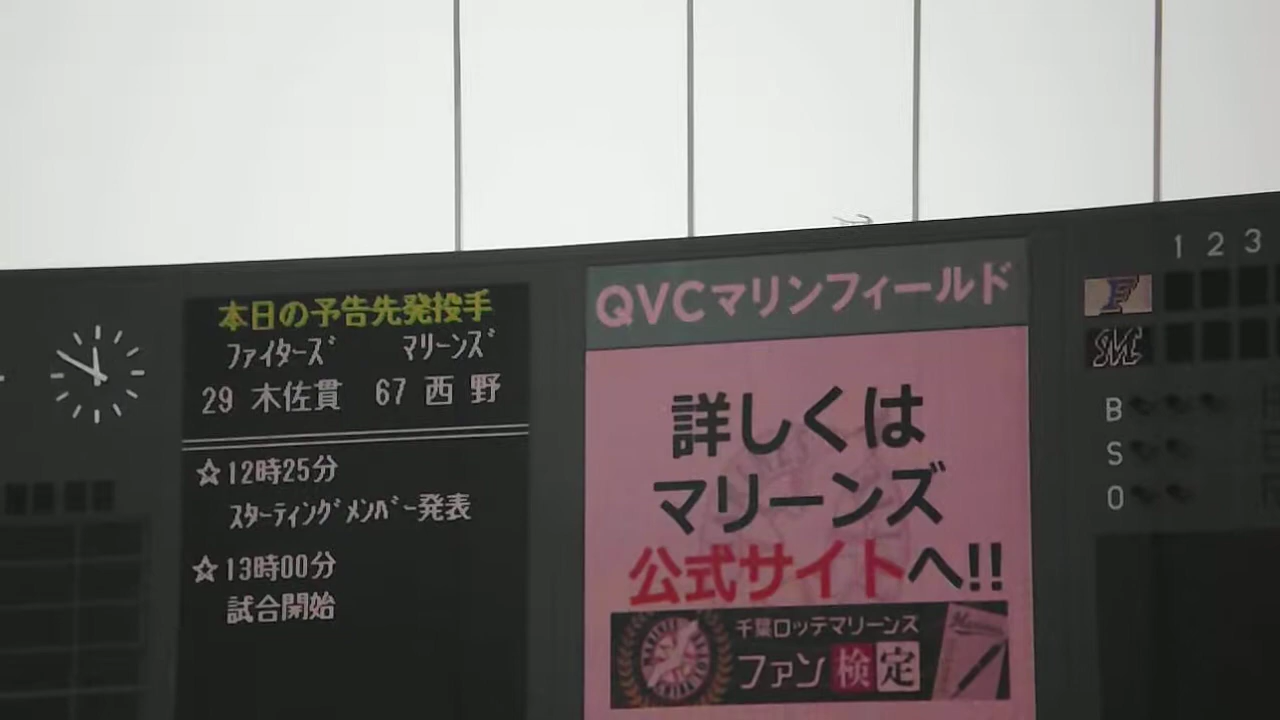 本日の予告先発投手
ファイターズ マリーンズ
29 木佐貫 67 西野
☆12時25分
スターティングメンバー発表
☆13時00分
試合開始
QVCマリンフィールド
詳しくは
マリーンズ
公式サイトへ!!
千葉ロッテマリーンズ
ファン検定
1 2 3
F
M
B
S
O